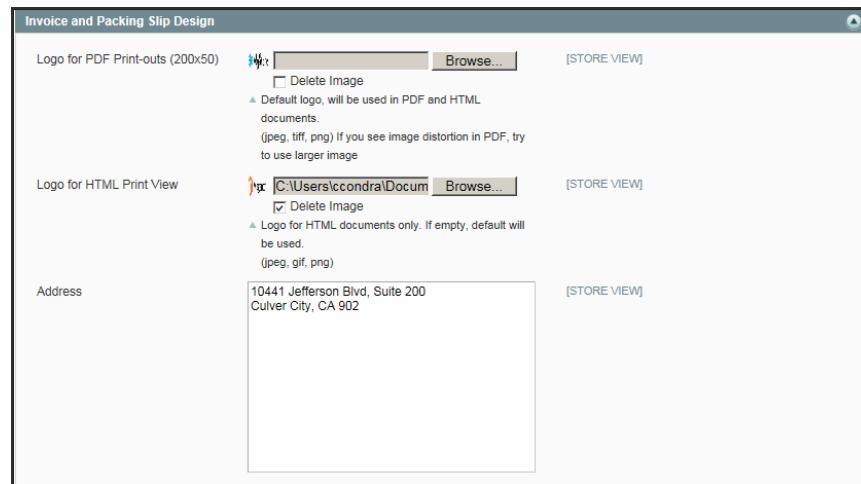 Invoice and Packing Slip Design
Logo for PDF Print-outs (200x50)
Browse...
[STORE VIEW]
Delete Image
Default logo, will be used in PDF and HTML
documents.
(jpeg, tiff, png) If you see image distortion in PDF, try
to use larger image
Logo for HTML Print View
C:\Users\ccondra\Docum
Browse...
[STORE VIEW]
Delete Image
Logo for HTML documents only. If empty, default will
be used.
(jpeg, gif, png)
Address
10441 Jefferson Blvd, Suite 200
[STORE VIEW]
Culver City, CA 902